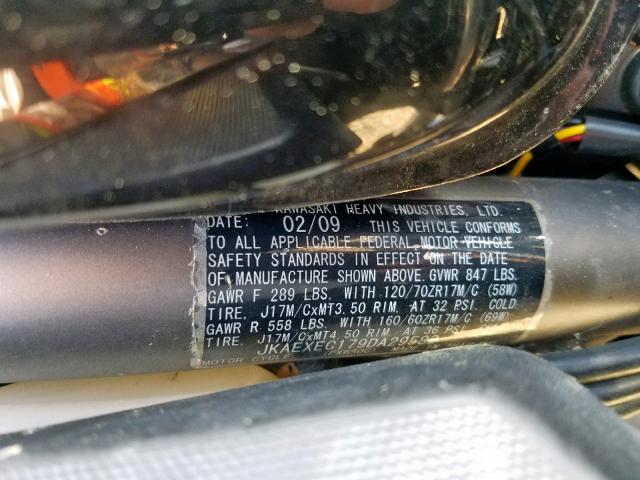 KAWASAKI HEAVY INDUSTRIES, LTD.
DATE: 02/09 THIS VEHICLE CONFORMS
TO ALL APPLICABLE FEDERAL MOTOR VEHICLE
SAFETY STANDARDS IN EFFECT ON THE DATE
OF MANUFACTURE SHOWN ABOVE. GVWR 847 LBS.
GAWR F 289 LBS. WITH 120/70ZR17M/C (58W)
TIRE, J17M/CxMT3.50 RIM. AT 32 PSI. COLD.
GAWR R 558 LBS. WITH 160/60ZR17M/C (69W)
TIRE, J17M/CxMT4.50 RIM. AT 36 PSI. COLD.
MOTOR CYCLE